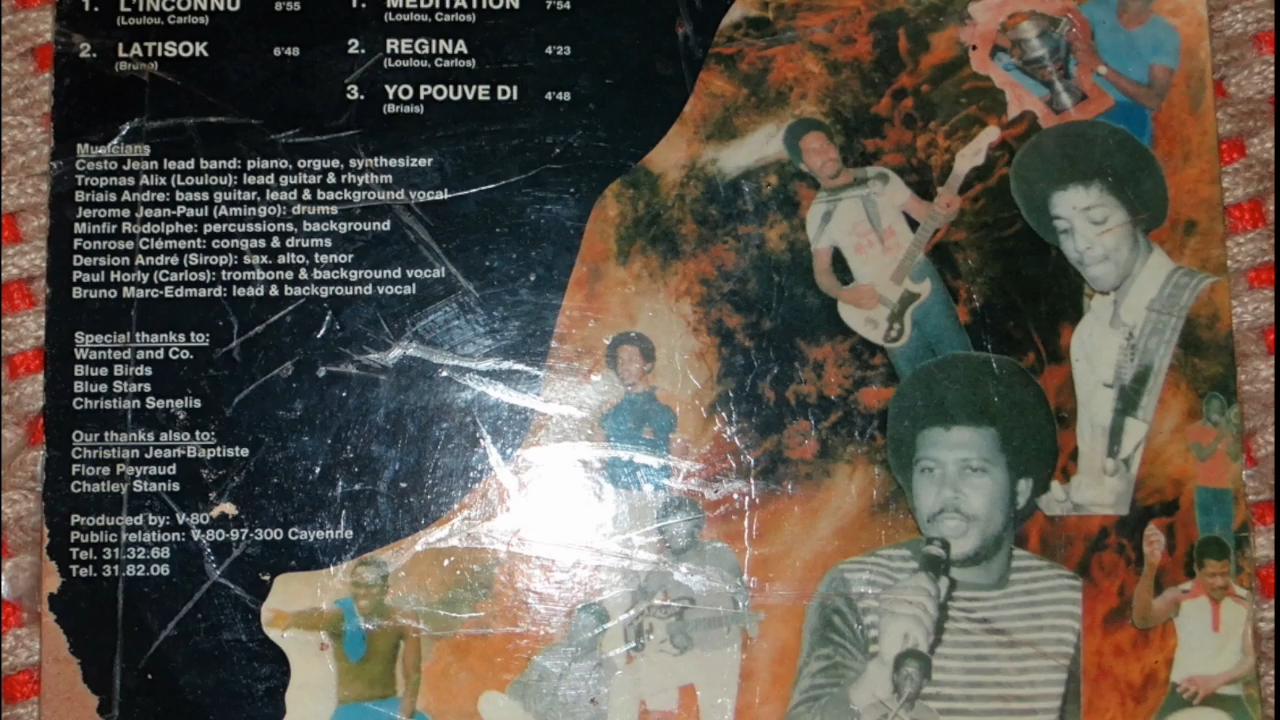 1. L'INCONNU 8'55
(Loulou, Carlos)
2. LATISOK 6'48
(Bruno)
1. MEDITATION 7'54
(Loulou, Carlos)
2. REGINA 4'23
(Loulou, Carlos)
3. YO POUVE DI 4'48
(Briais)
Musicians
Cesto Jean lead band: piano, orgue, synthesizer
Tropnas Alix (Loulou): lead guitar & rhythm
Briais Andre: bass guitar, lead & background vocal
Jerome Jean-Paul (Amingo): drums
Minfir Rodolphe: percussions, background
Fonrose Clément: congas & drums
Dersion André (Sirop): sax. alto, tenor
Paul Horly (Carlos): trombone & background vocal
Bruno Marc-Edmard: lead & background vocal
Special thanks to:
Wanted and Co.
Blue Birds
Blue Stars
Christian Senelis
Our thanks also to:
Christian Jean-Baptiste
Flore Peyraud
Chatley Stanis
Produced by: V-80
Public relation: V-80-97-300 Cayenne
Tel. 31.32.68
Tel. 31.82.06